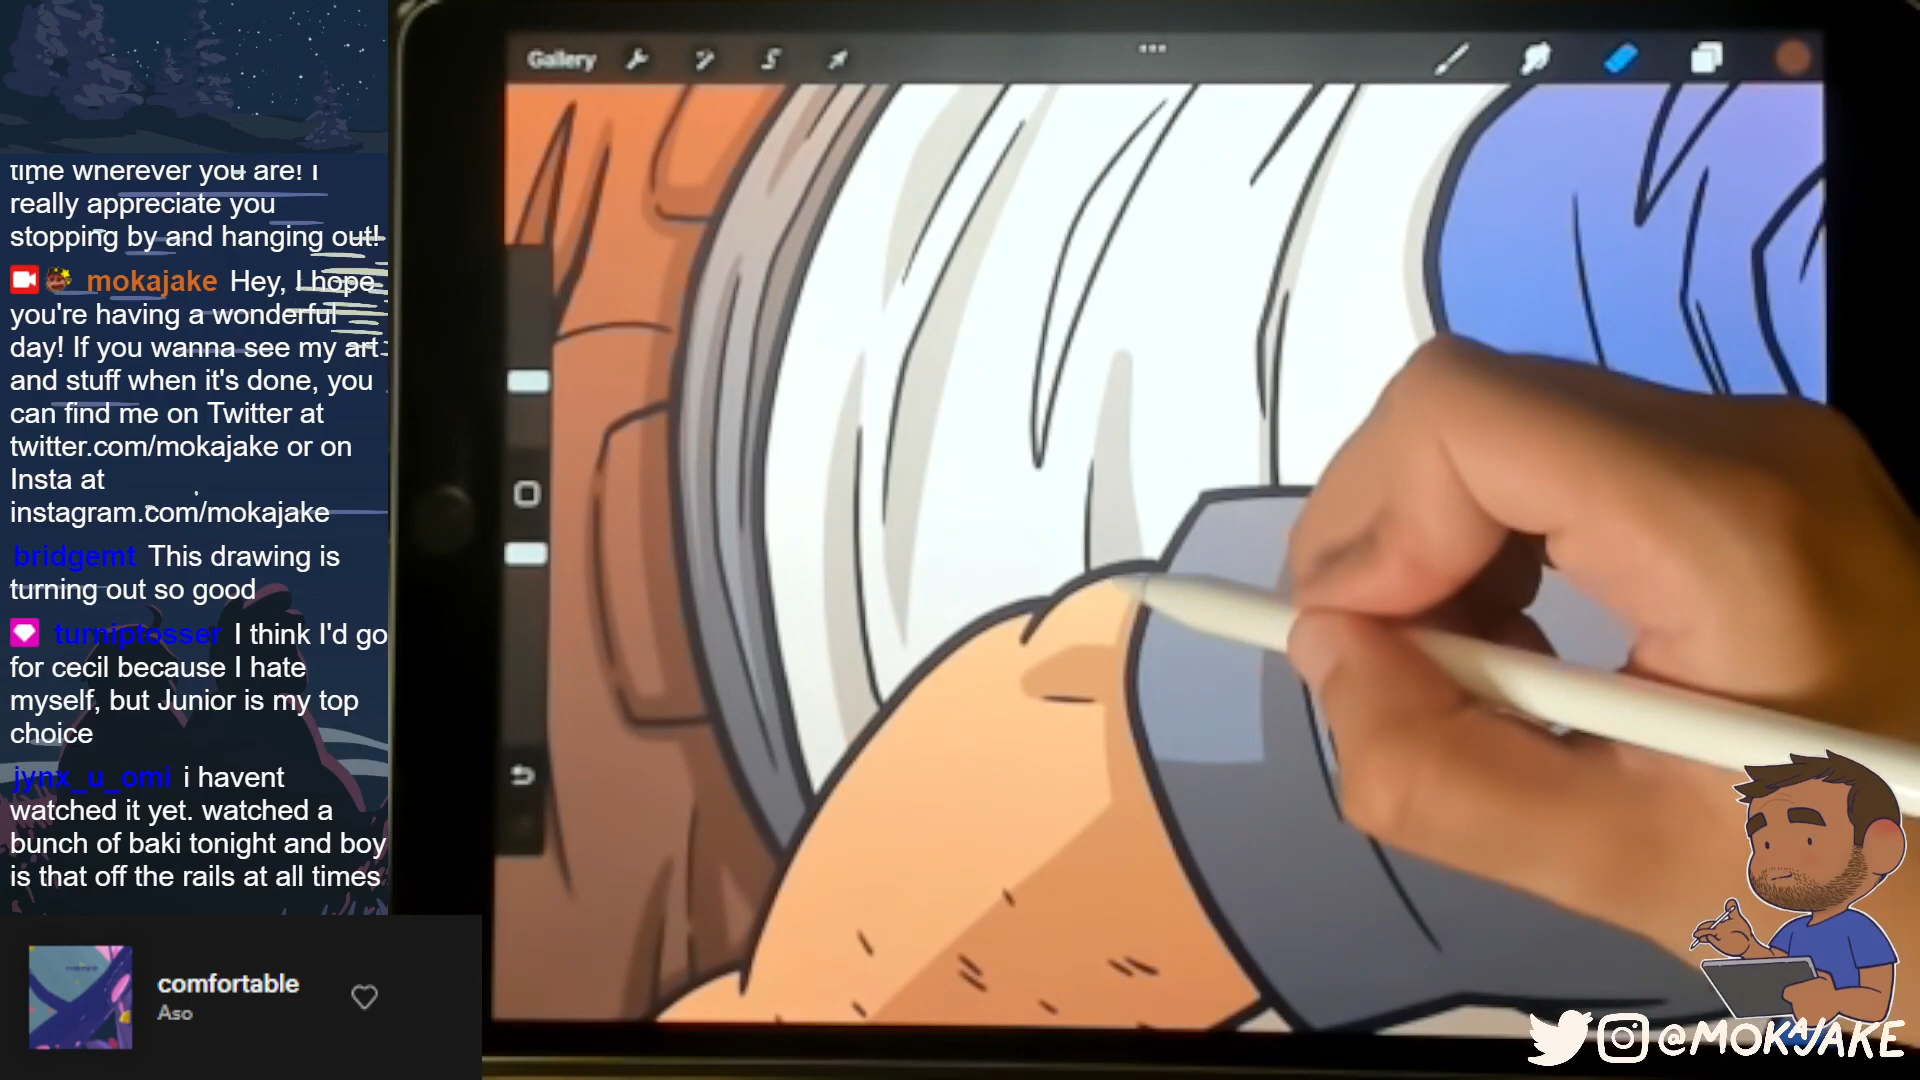 Gallery
time wherever you are! I
really appreciate you
stopping by and hanging out!
mokajake Hey, I hope
you're having a wonderful
day! If you wanna see my art
and stuff when it's done, you
can find me on Twitter at
twitter.com/mokajake or on
Insta at
instagram.com/mokajake
bridgemt This drawing is
turning out so good
turniptosser I think I'd go
for cecil because I hate
myself, but Junior is my top
choice
jynx_u_omi i havent
watched it yet. watched a
bunch of baki tonight and boy
is that off the rails at all times
comfortable
Aso
@MOKAJAKE